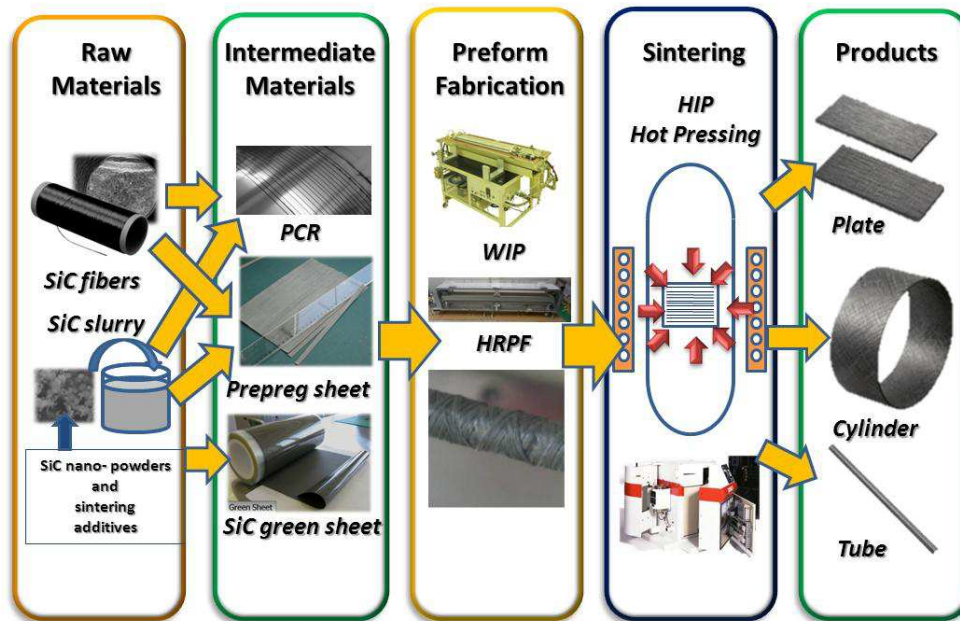 Raw
Materials
SiC fibers
SiC slurry
SiC nano- powders
and
sintering
additives
Intermediate
Materials
PCR
Prepreg sheet
Green Sheet
SiC green sheet
Preform
Fabrication
WIP
HRPF
Sintering
HIP
Hot Pressing
Products
Plate
Cylinder
Tube